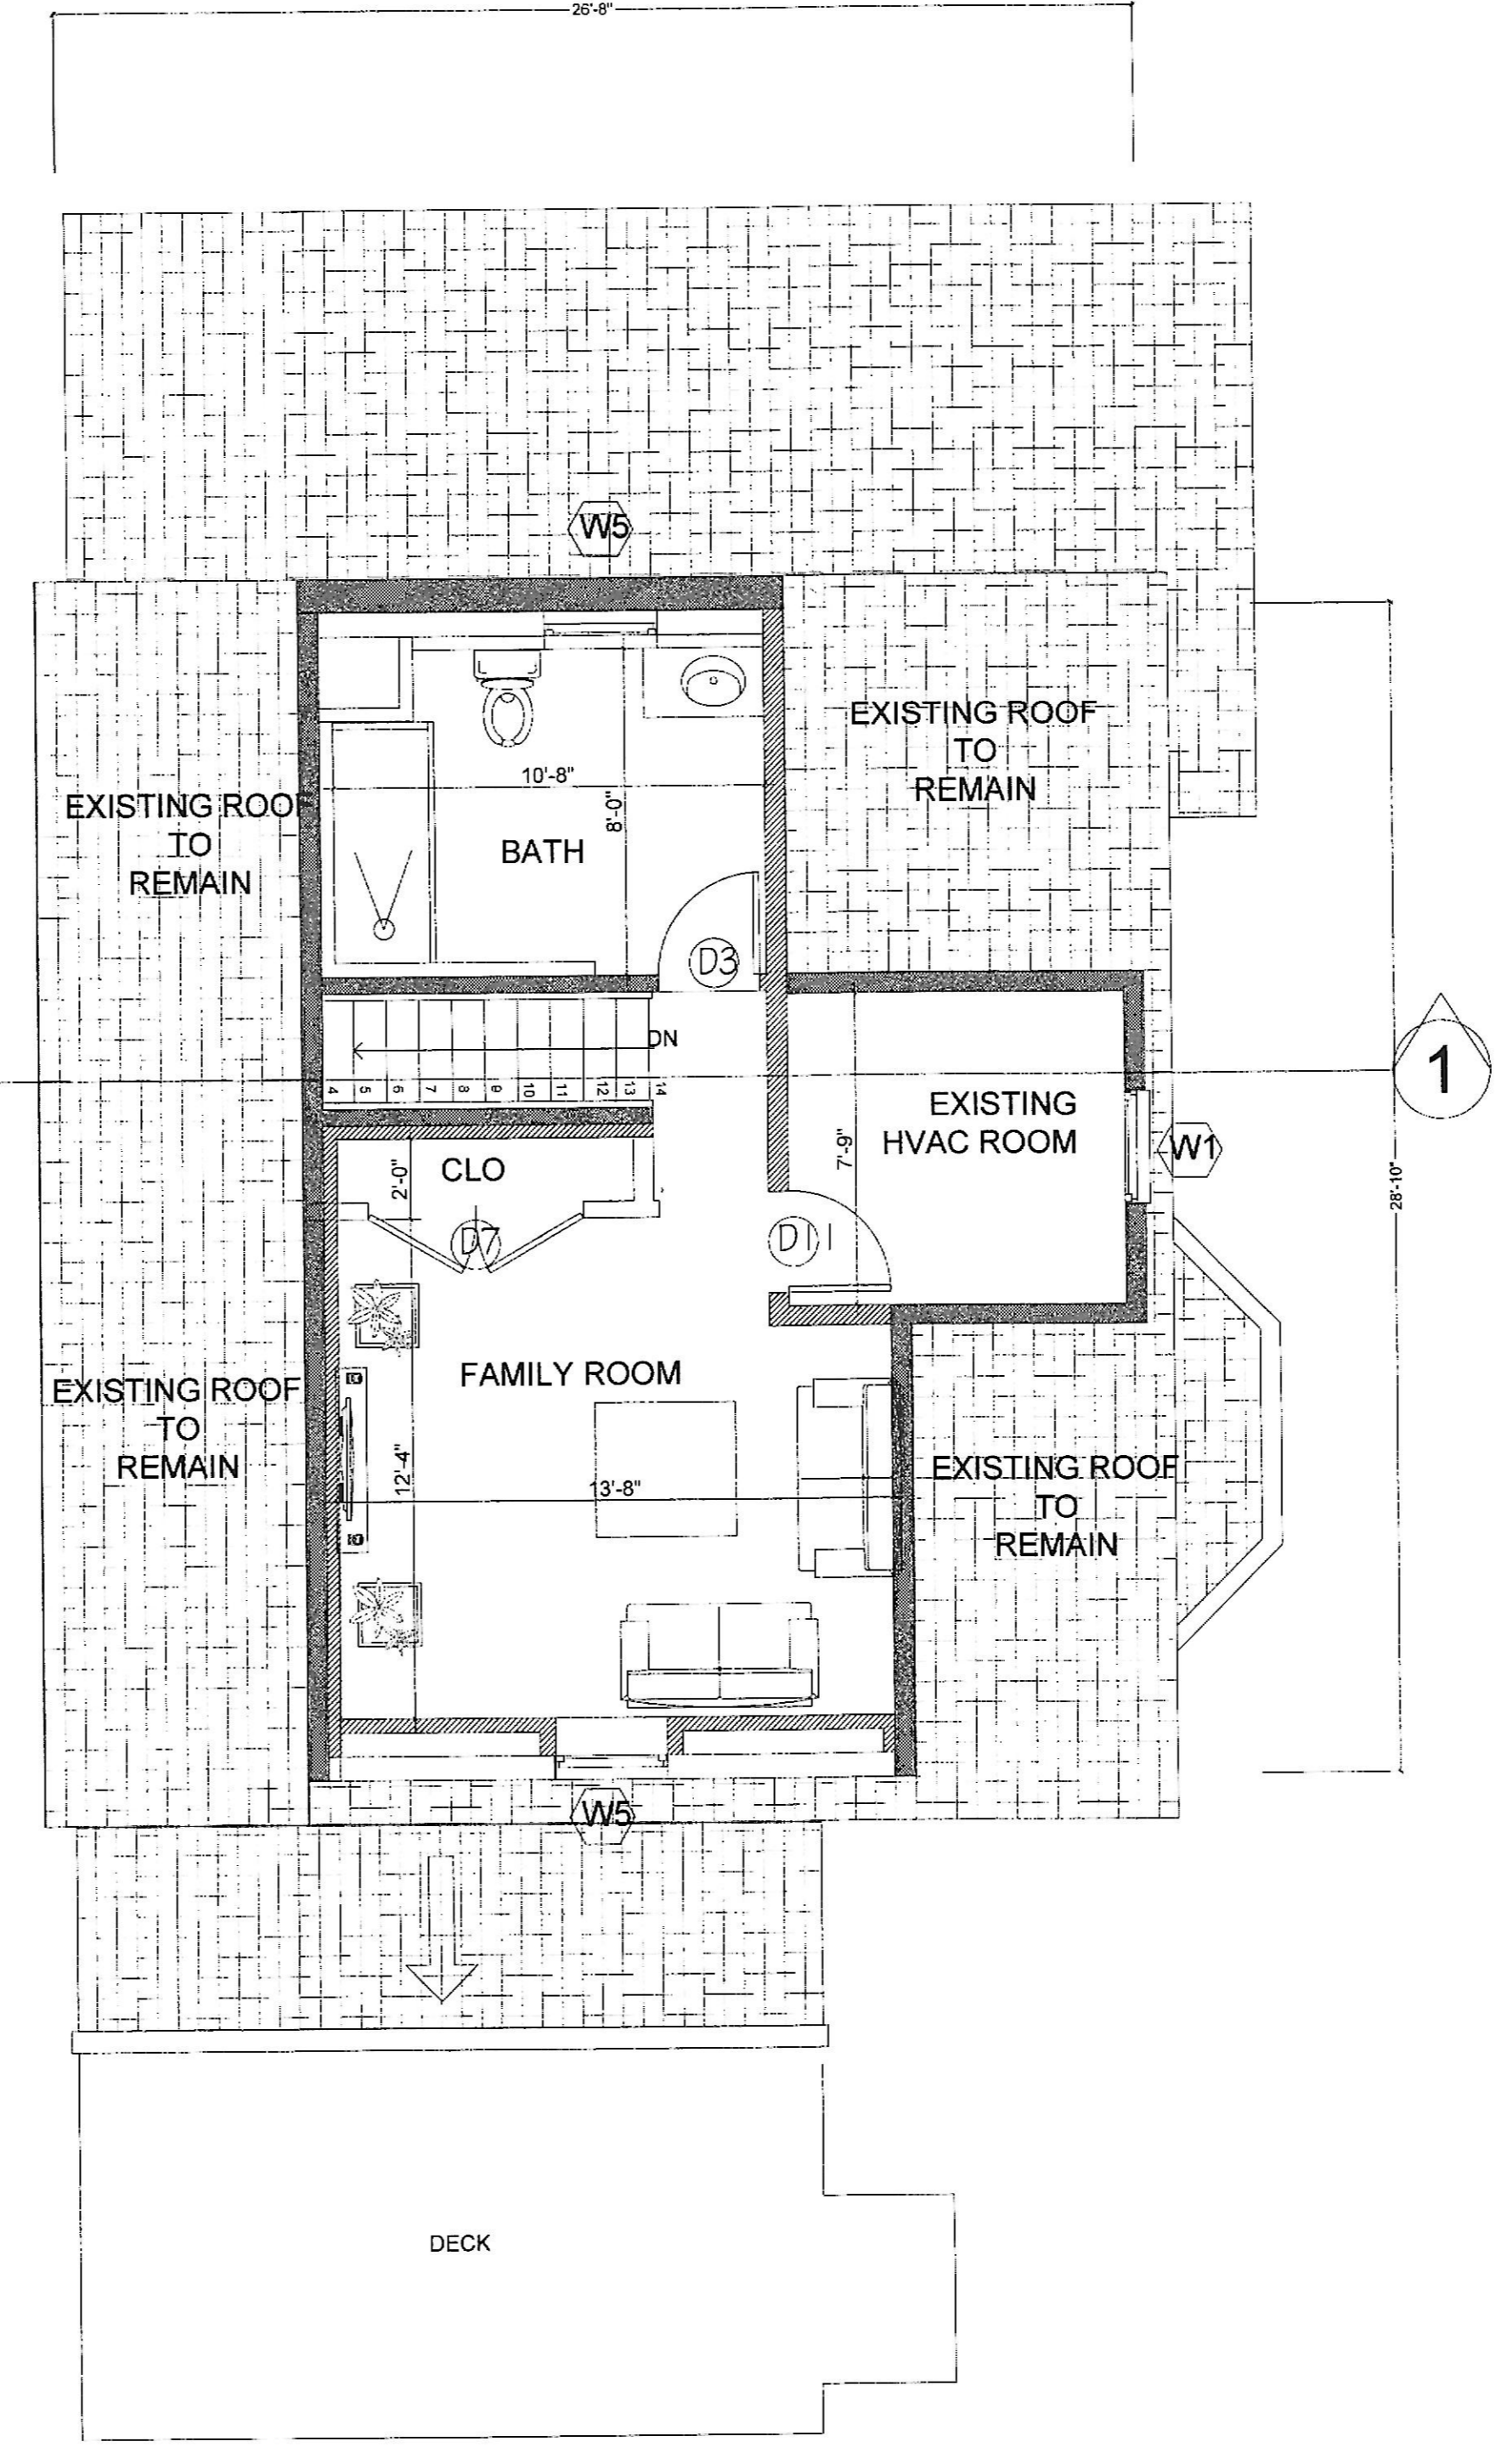 26'-8"
W5
EXISTING ROOF
TO
REMAIN
10'-8"
8'-0"
EXISTING ROOF
TO
REMAIN
BATH
D3
DN
4 5 6 7 8 9 10 11 12 13 14
1
EXISTING
HVAC ROOM
7'-9"
W1
28'-10"
CLO
2'-0"
D7
D11
FAMILY ROOM
EXISTING ROOF
TO
REMAIN
12'-4"
13'-8"
EXISTING ROOF
TO
REMAIN
W5
DECK